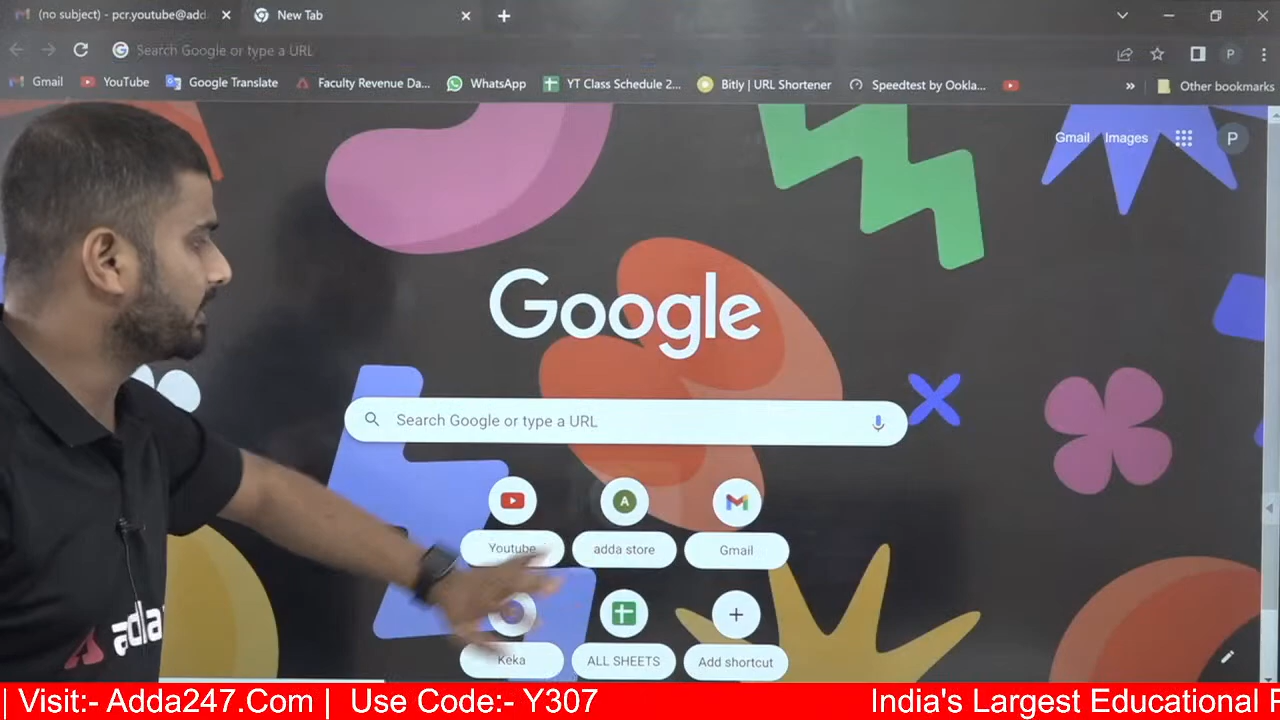 (no subject) - pcr.youtube@add
New Tab
Search Google or type a URL
P
Gmail
YouTube
Google Translate
Faculty Revenue Da...
WhatsApp
YT Class Schedule 2...
Bitly | URL Shortener
Speedtest by Ookla...
»
Other bookmarks
Gmail
Images
P
Google
Search Google or type a URL
A
Youtube
adda store
Gmail
Keka
ALL SHEETS
Add shortcut
| Visit:- Adda247.Com | Use Code:- Y307
India's Largest Educational P